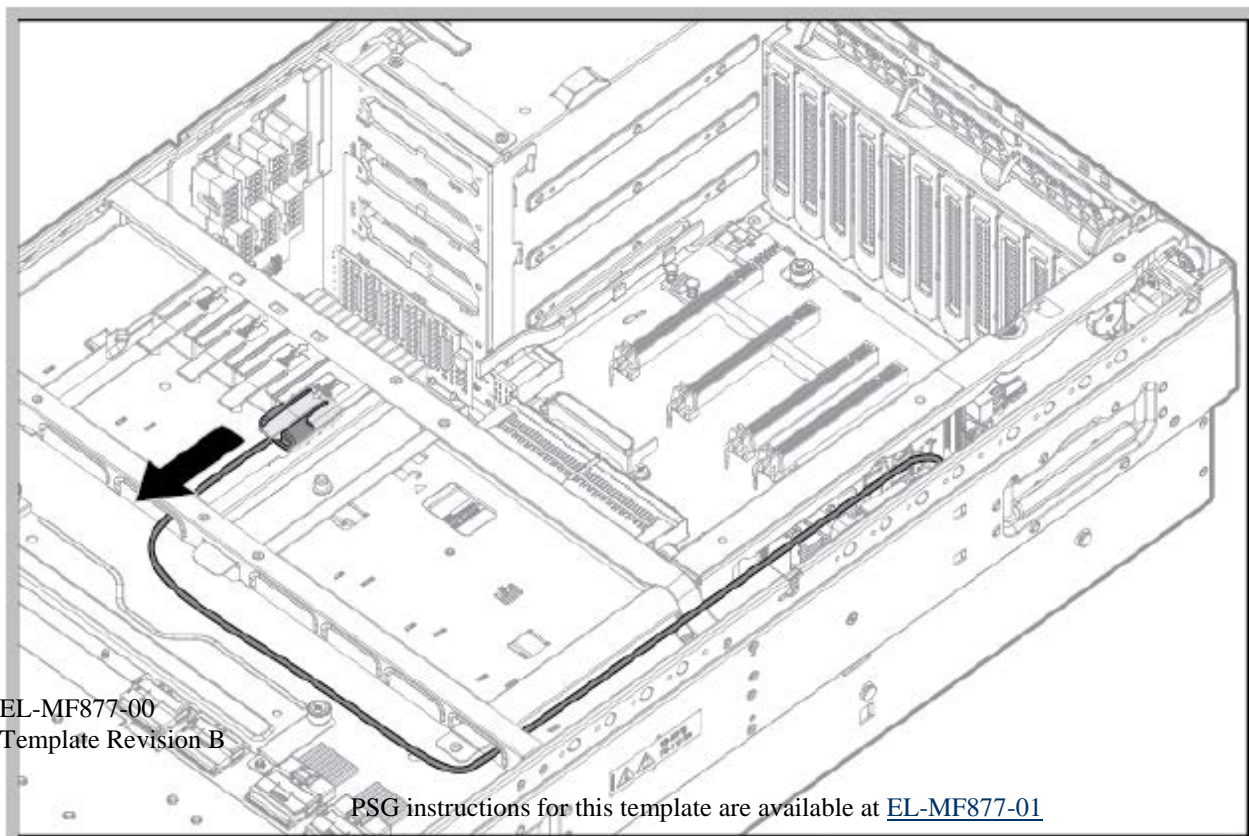 EL-MF877-00
Template Revision B
PSG instructions for this template are available at EL-MF877-01